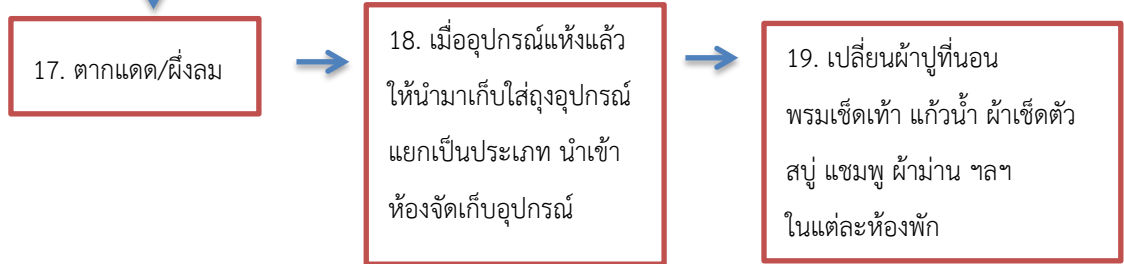 17. ตากแดด/ผึ่งลม
18. เมื่ออุปกรณ์แห้งแล้ว
ให้นำมาเก็บใส่ถุงอุปกรณ์
แยกเป็นประเภท นำเข้า
ห้องจัดเก็บอุปกรณ์
19. เปลี่ยนผ้าปูที่นอน
พรมเช็ดเท้า แก้วน้ำ ผ้าเช็ดตัว
สบู่ แชมพู ผ้าม่าน ฯลฯ
ในแต่ละห้องพัก